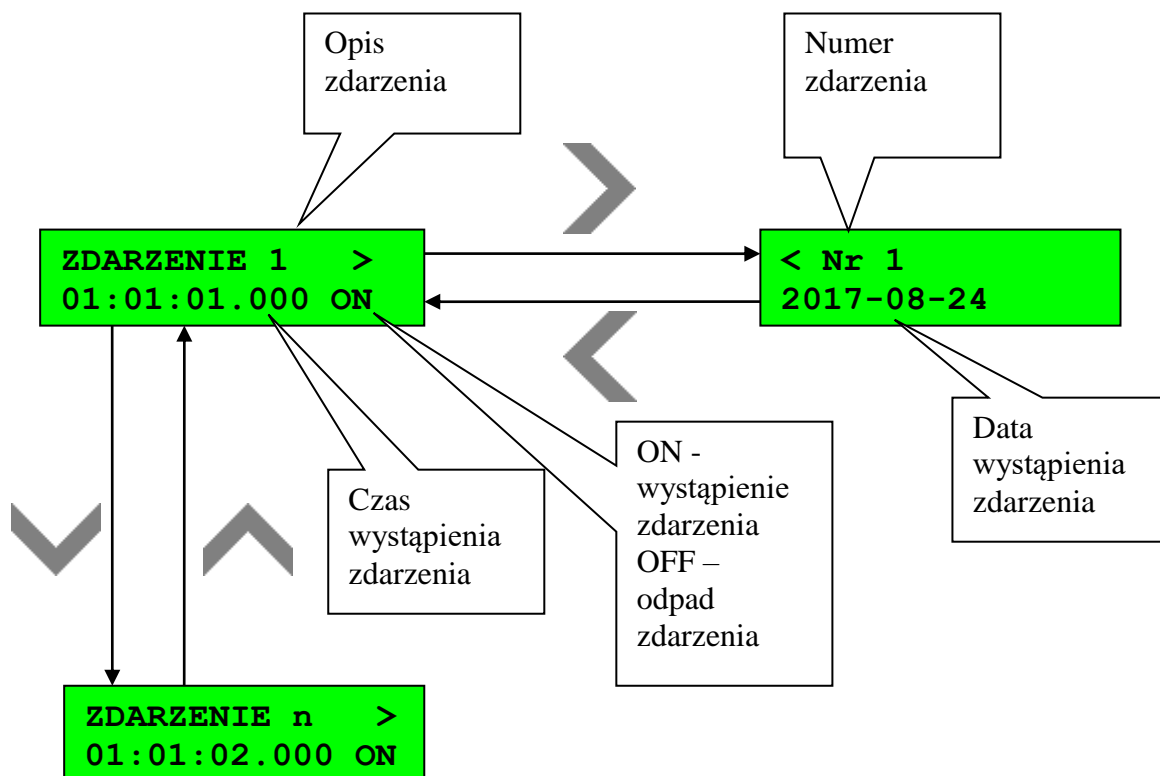 Opis
zdarzenia
Numer
zdarzenia
ZDARZENIE 1 >
01:01:01.000 ON
< Nr 1
2017-08-24
Czas
wystąpienia
zdarzenia
ON -
wystąpienie
zdarzenia
OFF –
odpad
zdarzenia
Data
wystąpienia
zdarzenia
ZDARZENIE n >
01:01:02.000 ON